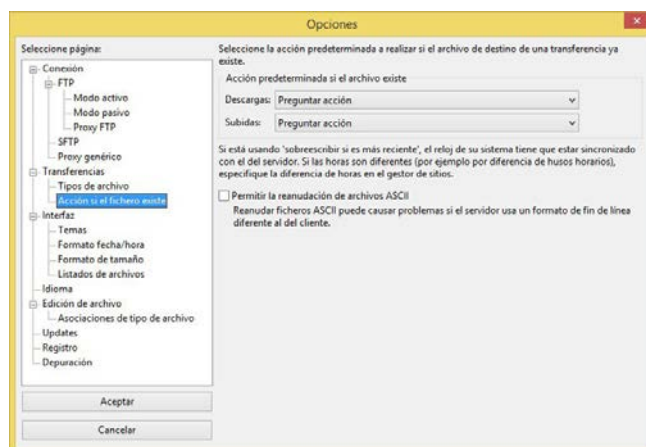 Opciones
Seleccione página:
Conexión
FTP
Modo activo
Modo pasivo
Proxy FTP
SFTP
Proxy genérico
Transferencias
Tipos de archivo
Acción si el fichero existe
Interfaz
Temas
Formato fecha/hora
Formato de tamaño
Listados de archivos
Idioma
Edición de archivo
Asociaciones de tipo de archivo
Updates
Registro
Depuración
Aceptar
Cancelar
Seleccione la acción predeterminada a realizar si el archivo de destino de una transferencia ya
existe.
Acción predeterminada si el archivo existe
Descargas: Preguntar acción
Subidas: Preguntar acción
Si está usando 'sobreescribir si es más reciente', el reloj de su sistema tiene que estar sincronizado
con el del servidor. Si las horas son diferentes (por ejemplo por diferencia de husos horarios),
especifique la diferencia de horas en el gestor de sitios.
Permitir la reanudación de archivos ASCII
Reanudar ficheros ASCII puede causar problemas si el servidor usa un formato de fin de línea
diferente al del cliente.